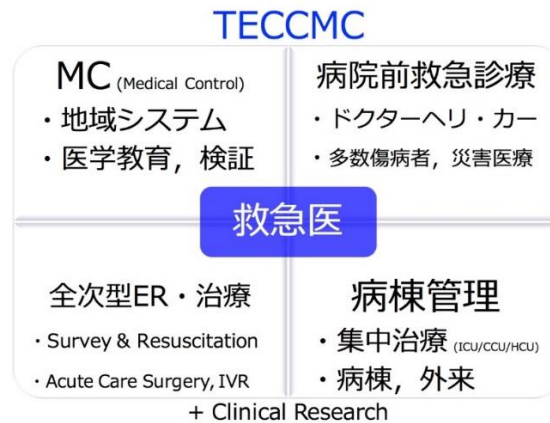 TECCMC
MC (Medical Control)
・地域システム
・医学教育，検証
病院前救急診療
・ドクターヘリ・カー
・多数傷病者，災害医療
救急医
全次型ER・治療
・Survey & Resuscitation
・Acute Care Surgery, IVR
病棟管理
・集中治療 (ICU/CCU/HCU)
・病棟，外来
+ Clinical Research